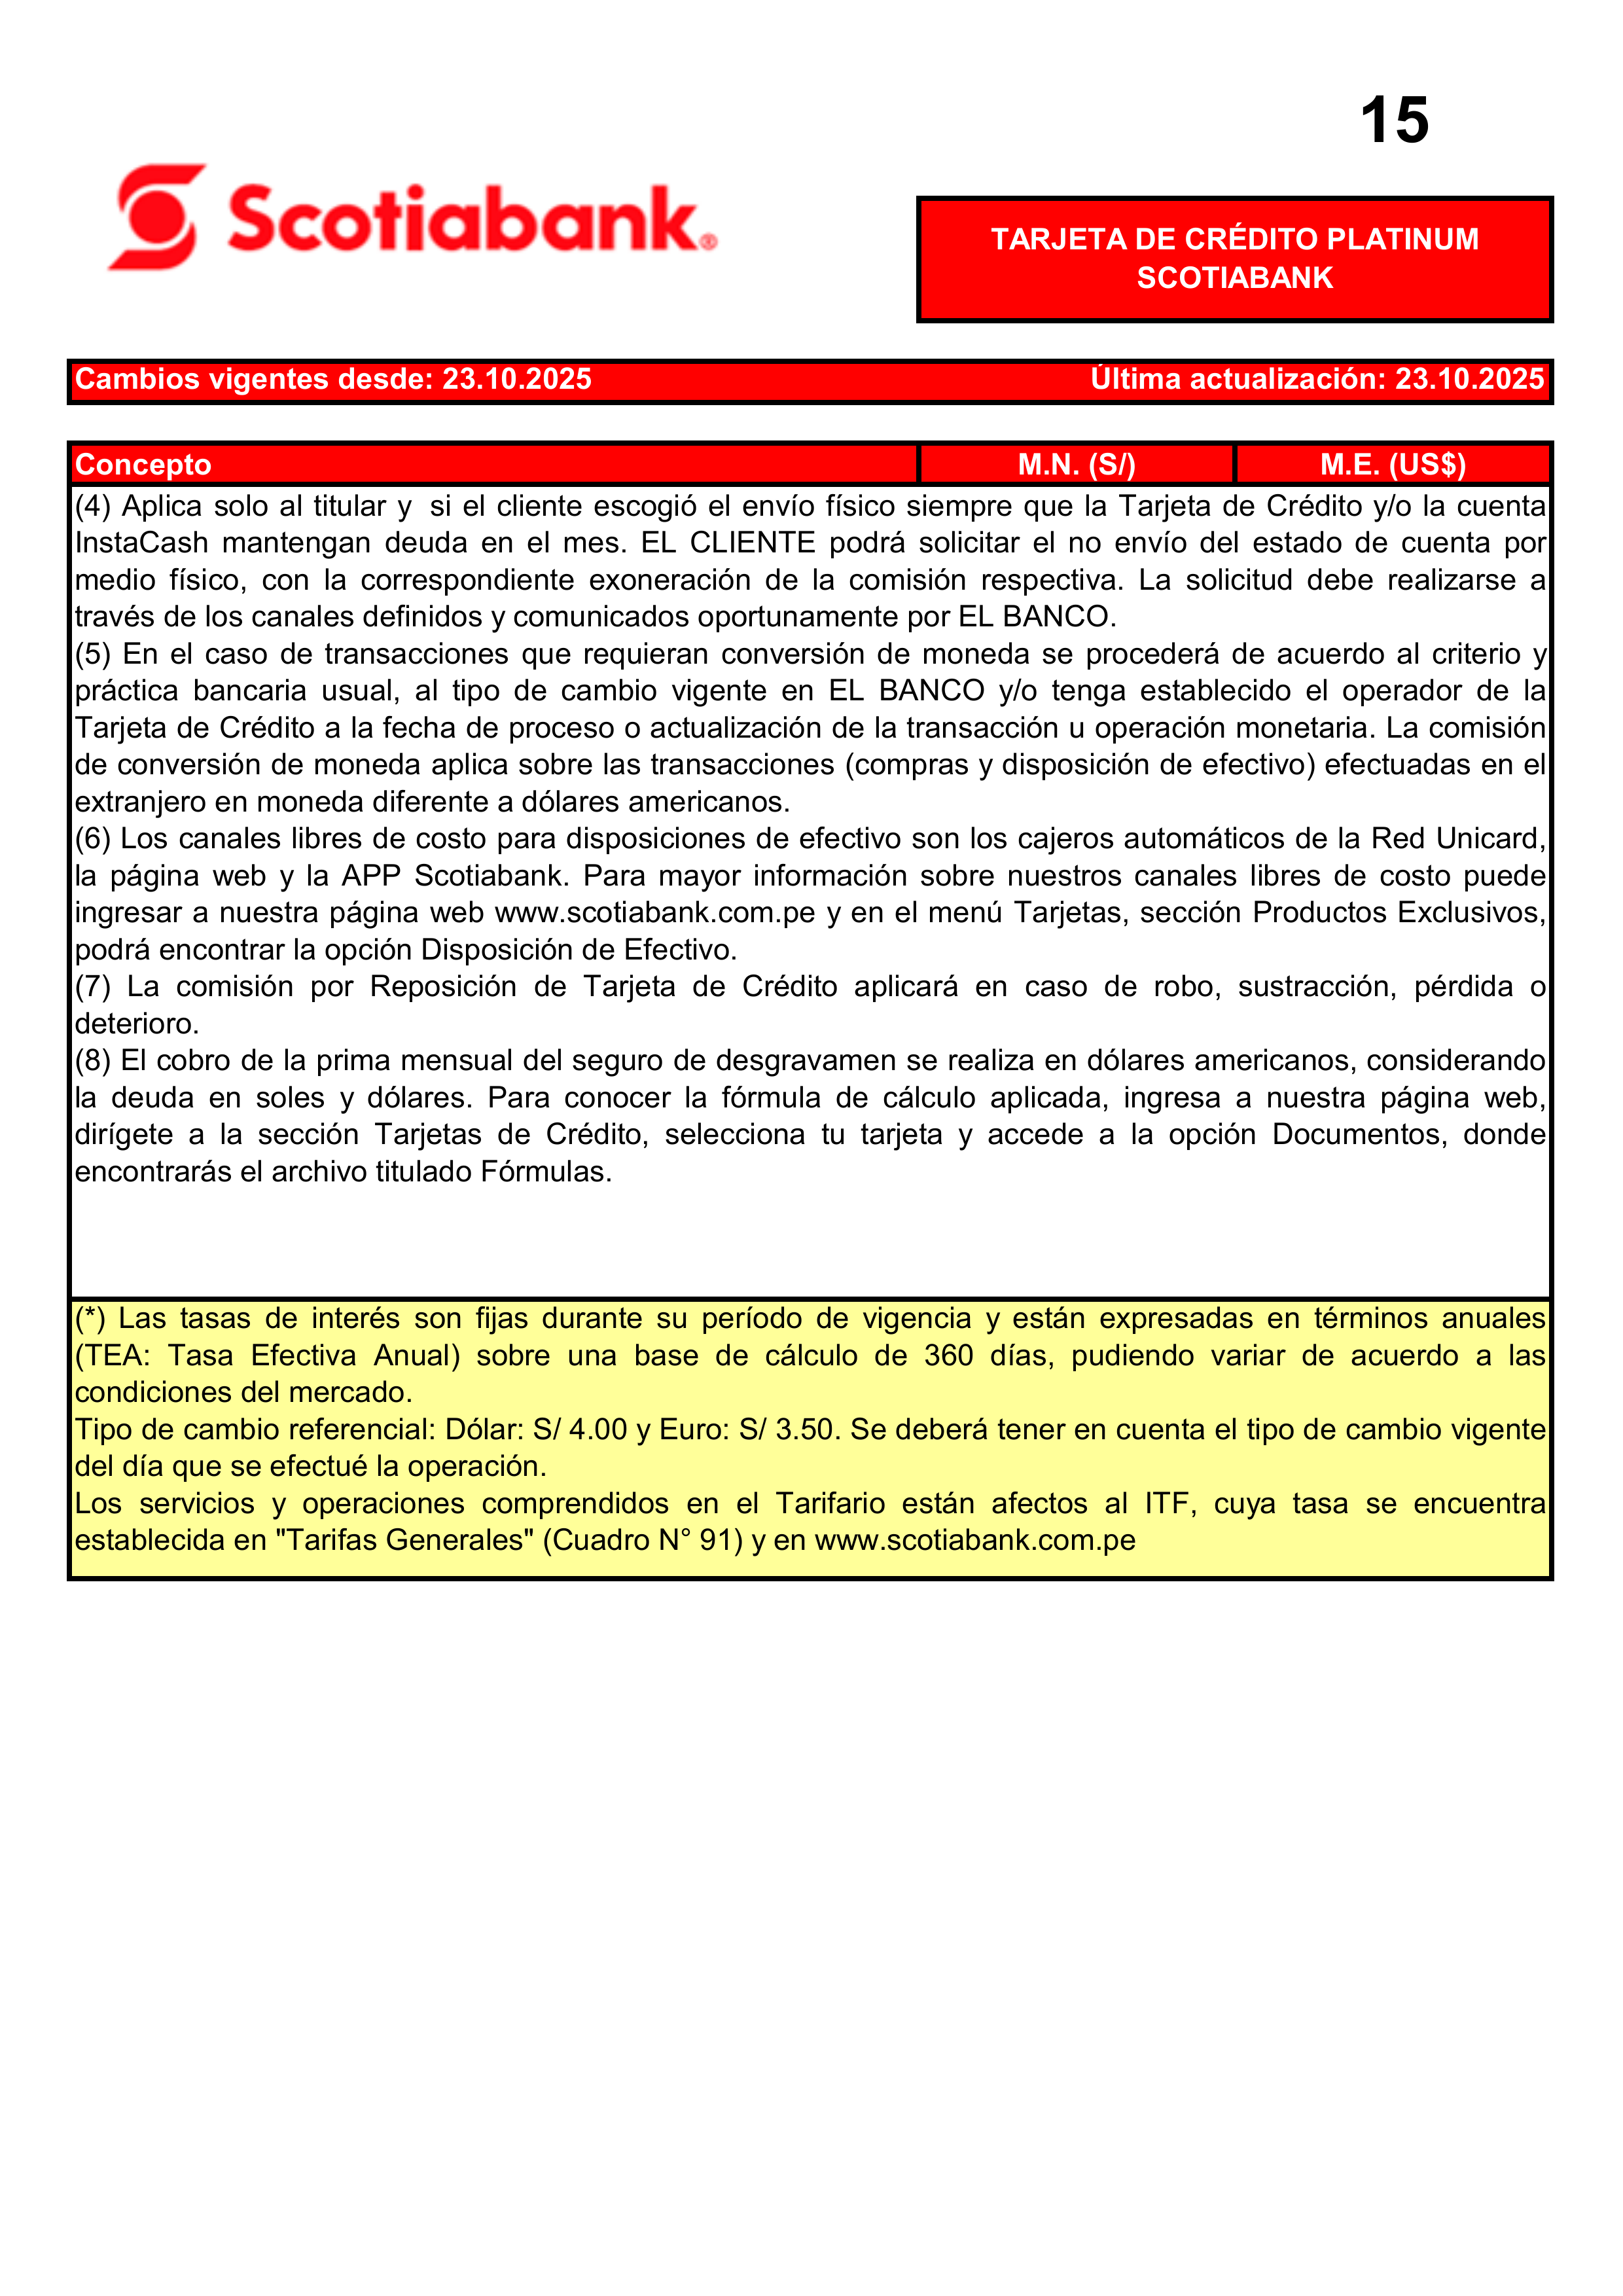 15
Scotiabank®
TARJETA DE CRÉDITO PLATINUM
SCOTIABANK
Cambios vigentes desde: 23.10.2025 Última actualización: 23.10.2025
Concepto M.N. (S/) M.E. (US$)
(4) Aplica solo al titular y  si el cliente escogió el envío físico siempre que la Tarjeta de Crédito y/o la cuenta
InstaCash mantengan deuda en el mes. EL CLIENTE podrá solicitar el no envío del estado de cuenta por
medio físico, con la correspondiente exoneración de la comisión respectiva. La solicitud debe realizarse a
través de los canales definidos y comunicados oportunamente por EL BANCO.
(5) En el caso de transacciones que requieran conversión de moneda se procederá de acuerdo al criterio y
práctica bancaria usual, al tipo de cambio vigente en EL BANCO y/o tenga establecido el operador de la
Tarjeta de Crédito a la fecha de proceso o actualización de la transacción u operación monetaria. La comisión
de conversión de moneda aplica sobre las transacciones (compras y disposición de efectivo) efectuadas en el
extranjero en moneda diferente a dólares americanos.
(6) Los canales libres de costo para disposiciones de efectivo son los cajeros automáticos de la Red Unicard,
la página web y la APP Scotiabank. Para mayor información sobre nuestros canales libres de costo puede
ingresar a nuestra página web www.scotiabank.com.pe y en el menú Tarjetas, sección Productos Exclusivos,
podrá encontrar la opción Disposición de Efectivo.
(7) La comisión por Reposición de Tarjeta de Crédito aplicará en caso de robo, sustracción, pérdida o
deterioro.
(8) El cobro de la prima mensual del seguro de desgravamen se realiza en dólares americanos, considerando
la deuda en soles y dólares. Para conocer la fórmula de cálculo aplicada, ingresa a nuestra página web,
dirígete a la sección Tarjetas de Crédito, selecciona tu tarjeta y accede a la opción Documentos, donde
encontrarás el archivo titulado Fórmulas.
(*) Las tasas de interés son fijas durante su período de vigencia y están expresadas en términos anuales
(TEA: Tasa Efectiva Anual) sobre una base de cálculo de 360 días, pudiendo variar de acuerdo a las
condiciones del mercado.
Tipo de cambio referencial: Dólar: S/ 4.00 y Euro: S/ 3.50. Se deberá tener en cuenta el tipo de cambio vigente
del día que se efectué la operación.
Los servicios y operaciones comprendidos en el Tarifario están afectos al ITF, cuya tasa se encuentra
establecida en "Tarifas Generales" (Cuadro N° 91) y en www.scotiabank.com.pe